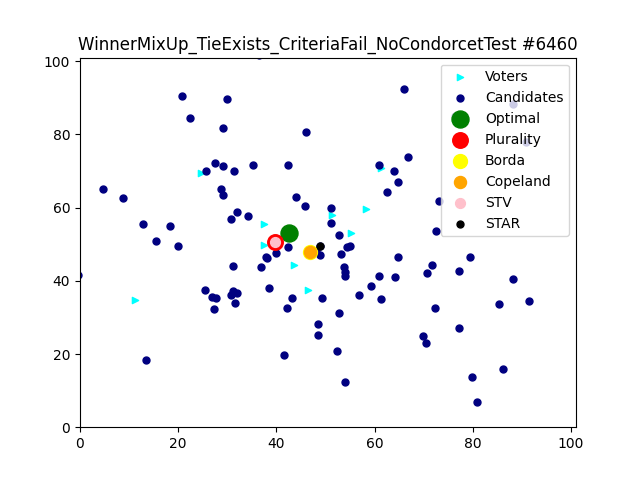 WinnerMixUp_TieExists_CriteriaFail_NoCondorcetTest #6460
100
80
60
40
20
0
0 20 40 60 80 100
Voters
Candidates
Optimal
Plurality
Borda
Copeland
STV
STAR